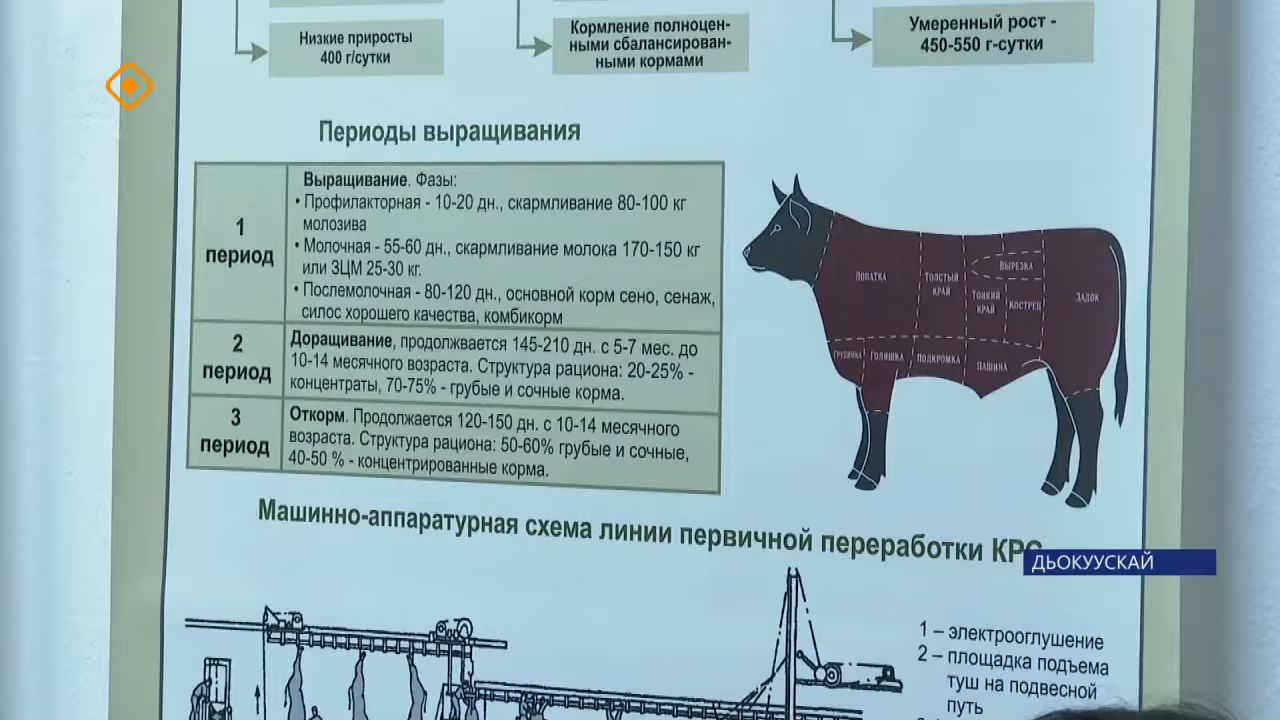 Низкие приросты
400 г/сутки
Кормление полноцен-
ными сбалансирован-
ными кормами
Умеренный рост -
450-550 г-сутки
Периоды выращивания
1
период
Выращивание. Фазы:
• Профилакторная - 10-20 дн., скармливание 80-100 кг
молозива
• Молочная - 55-60 дн., скармливание молока 170-150 кг
или ЗЦМ 25-30 кг.
• Послемолочная - 80-120 дн., основной корм сено, сенаж,
силос хорошего качества, комбикорм
2
период
Доращивание, продолжвается 145-210 дн. с 5-7 мес. до
10-14 месячного возраста. Структура рациона: 20-25% -
концентраты, 70-75% - грубые и сочные корма.
3
период
Откорм. Продолжается 120-150 дн. с 10-14 месячного
возраста. Структура рациона: 50-60% грубые и сочные,
40-50 % - концентрированные корма.
ЛОПАТКА
ТОЛСТЫЙ
КРАЙ
ВЫРЕЗКА
ТОНКИЙ
КРАЙ
КОСТРЕЦ
ЗАДОК
ГРУДИНКА
ГОЛЯШКА
ПОДКРОМКА
ПАШИНА
Машинно-аппаратурная схема линии первичной переработки КРС
ДЬОКУУСКАЙ
1 – электрооглушение
2 – площадка подъема
туш на подвесной
путь